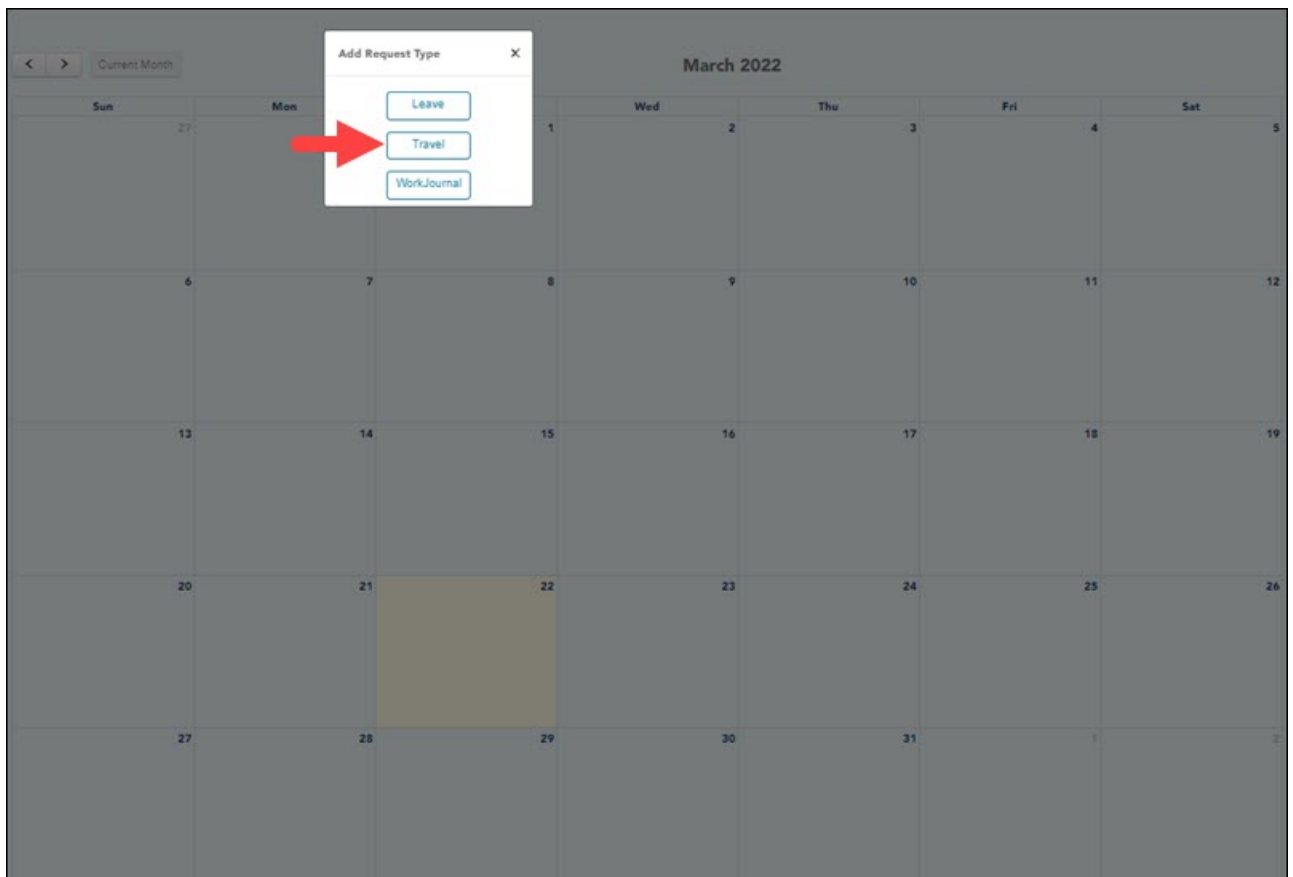 Add Request Type X
< > Current Month
March 2022
Leave
Travel
WorkJournal
Sun Mon Wed Thu Fri Sat
27 1 2 3 4 5
6 7 8 9 10 11 12
13 14 15 16 17 18 19
20 21 22 23 24 25 26
27 28 29 30 31 1 2